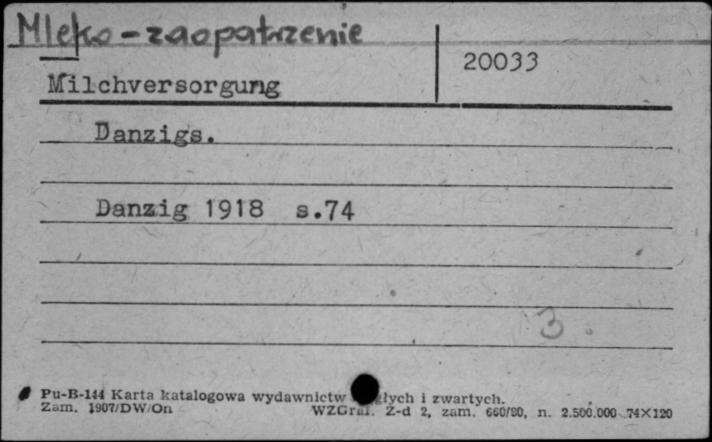 Mleko - zaopatrzenie
20033
Milchversorgung
Danzigs.
Danzig 1918 s.74
3
Pu-B-144 Karta katalogowa wydawnictw i zwartych.
Zam. 1907/DW/On WZGraf. Z-d 2, zam. 660/80, n. 2.500.000 74×120